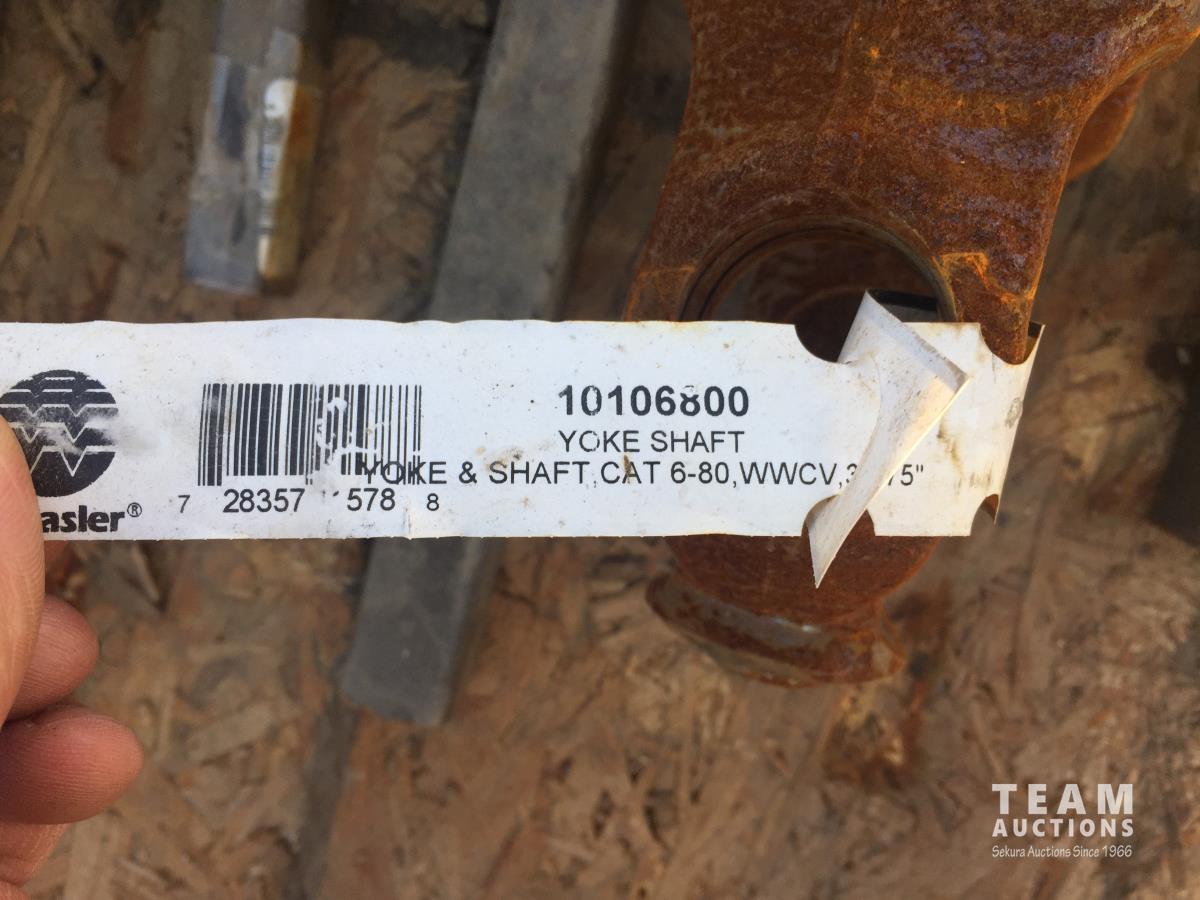 10106800
YOKE SHAFT
YOKE & SHAFT,CAT 6-80,WWCV,
asler®
7 28357 578 8
TEAM
AUCTIONS
Sekura Auctions Since 1966